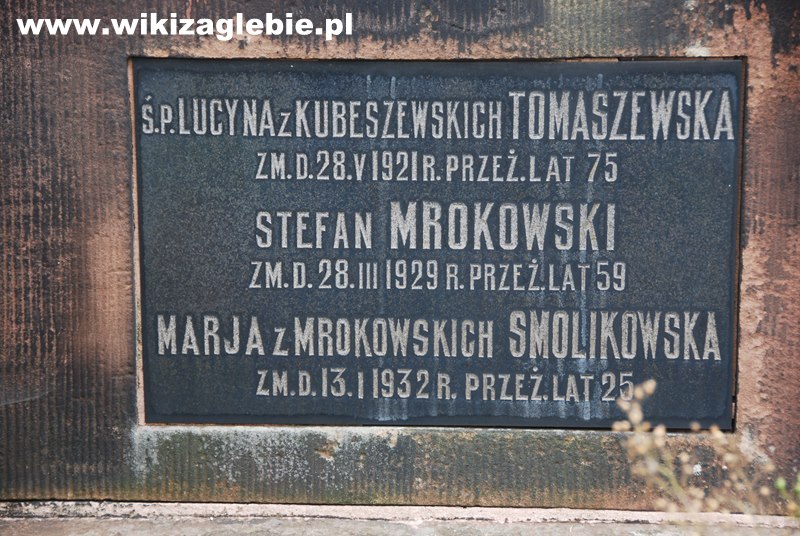 www.wikizaglebie.pl
Ś.P. LUCYNA z KUBESZEWSKICH TOMASZEWSKA
ZM. D. 28. V 1921 R. PRZEŻ. LAT 75
STEFAN MROKOWSKI
ZM. D. 28. III 1929 R. PRZEŻ. LAT 59
MARJA z MROKOWSKICH SMOLIKOWSKA
ZM. D. 13. I 1932 R. PRZEŻ. LAT 25